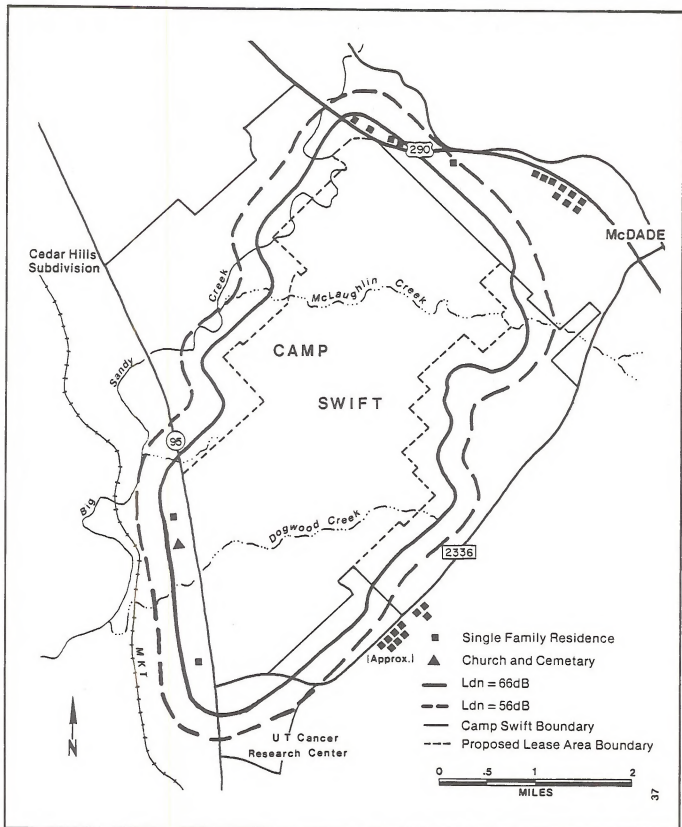 290
McDADE
Cedar Hills
Subdivision
Creek
McLaughlin Creek
CAMP
Sandy
SWIFT
95
Big
Dogwood Creek
2336
Single Family Residence
(Approx.)
Church and Cemetary
MKT
Ldn = 66dB
Ldn = 56dB
Camp Swift Boundary
UT Cancer
Research Center
Proposed Lease Area Boundary
N
0 .5 1 2
MILES
37